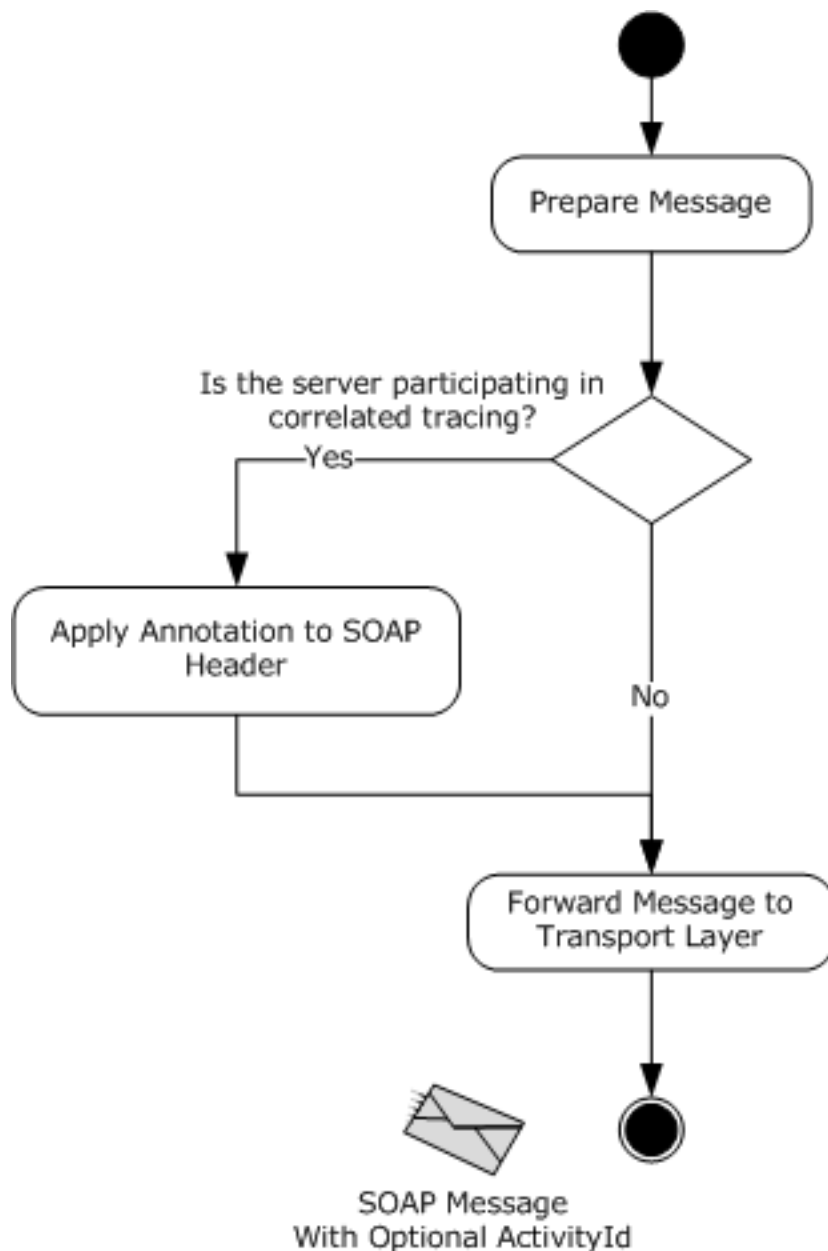 Prepare Message
Is the server participating in
correlated tracing?
Yes
Apply Annotation to SOAP
Header
No
Forward Message to
Transport Layer
SOAP Message
With Optional ActivityId